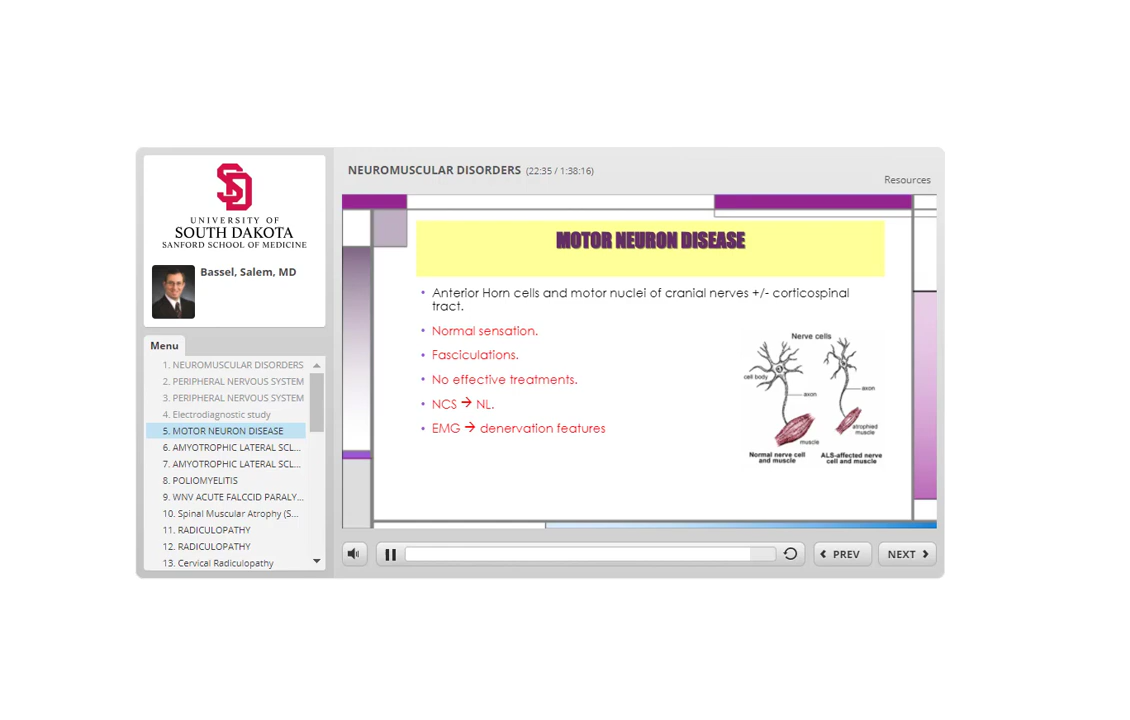 UNIVERSITY OF
SOUTH DAKOTA
SANFORD SCHOOL OF MEDICINE
Bassel, Salem, MD
Menu
1. NEUROMUSCULAR DISORDERS
2. PERIPHERAL NERVOUS SYSTEM
3. PERIPHERAL NERVOUS SYSTEM
4. Electrodiagnostic study
5. MOTOR NEURON DISEASE
6. AMYOTROPHIC LATERAL SCL...
7. AMYOTROPHIC LATERAL SCL...
8. POLIOMYELITIS
9. WNV ACUTE FALCCID PARALY...
10. Spinal Muscular Atrophy (S...
11. RADICULOPATHY
12. RADICULOPATHY
13. Cervical Radiculopathy
NEUROMUSCULAR DISORDERS (22:35 / 1:38:16)
Resources
MOTOR NEURON DISEASE
• Anterior Horn cells and motor nuclei of cranial nerves +/- corticospinal
tract.
• Normal sensation.
• Fasciculations.
• No effective treatments.
• NCS → NL.
• EMG → denervation features
Nerve cells
cell body
axon
axon
muscle
atrophied
muscle
Normal nerve cell
and muscle
ALS-affected nerve
cell and muscle
PREV
NEXT